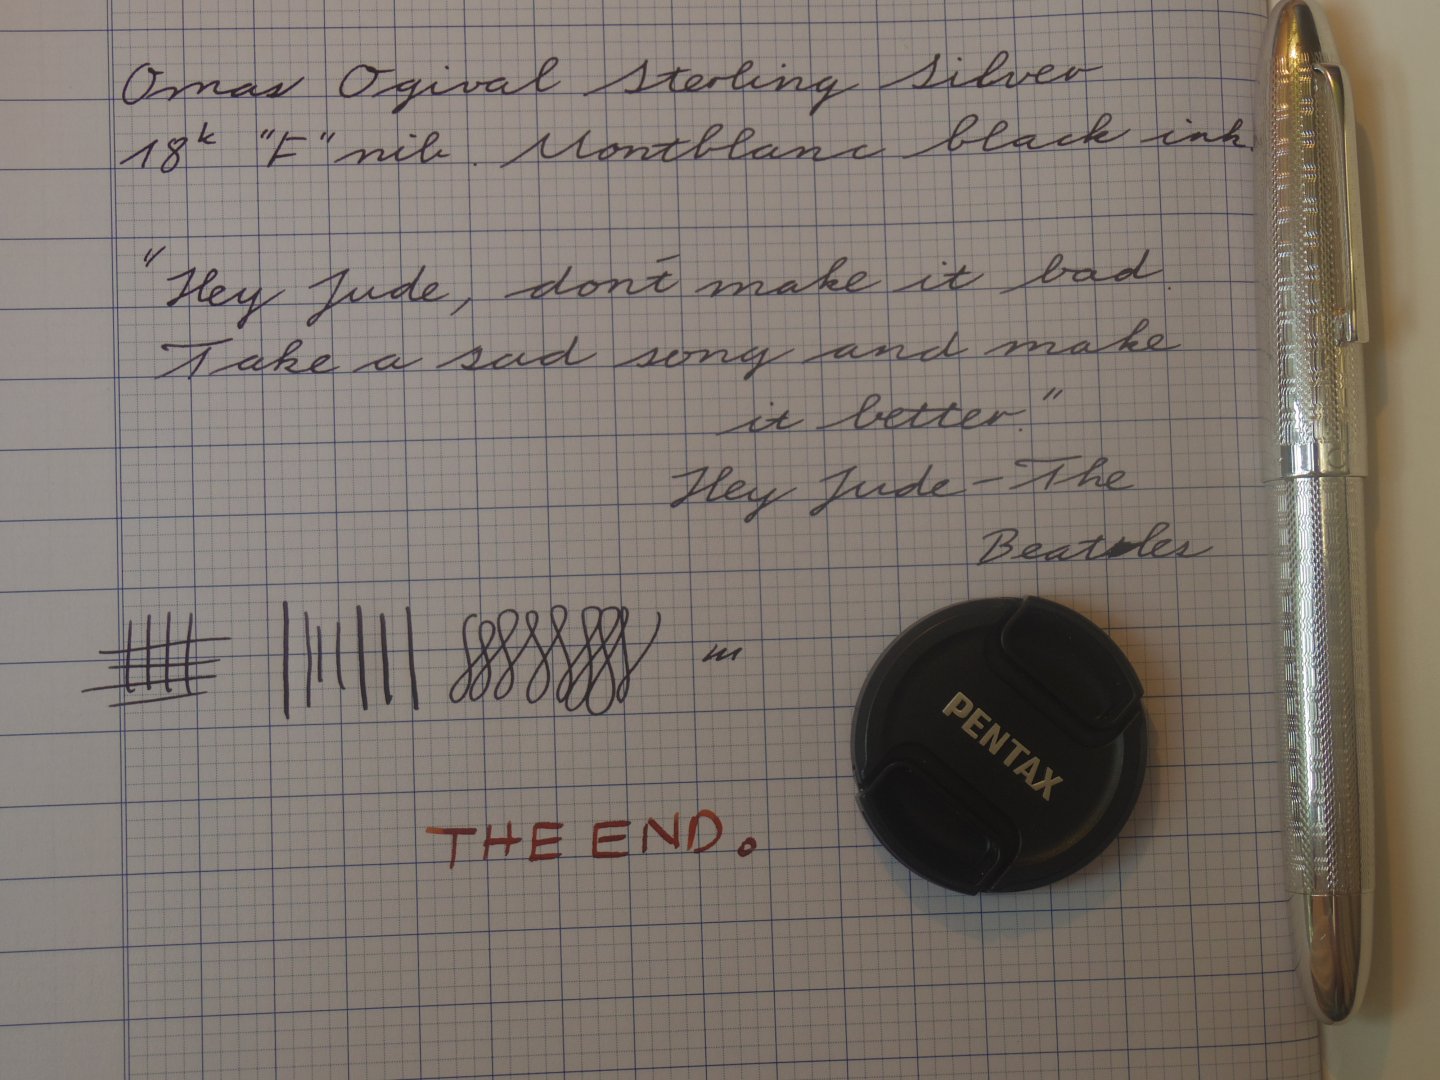 Omas Ogival Sterling Silver
18k "F" nib. Montblanc black ink.
"Hey Jude, don't make it bad.
Take a sad song and make
it better."
Hey Jude - The
Beatles
PENTAX
THE END.